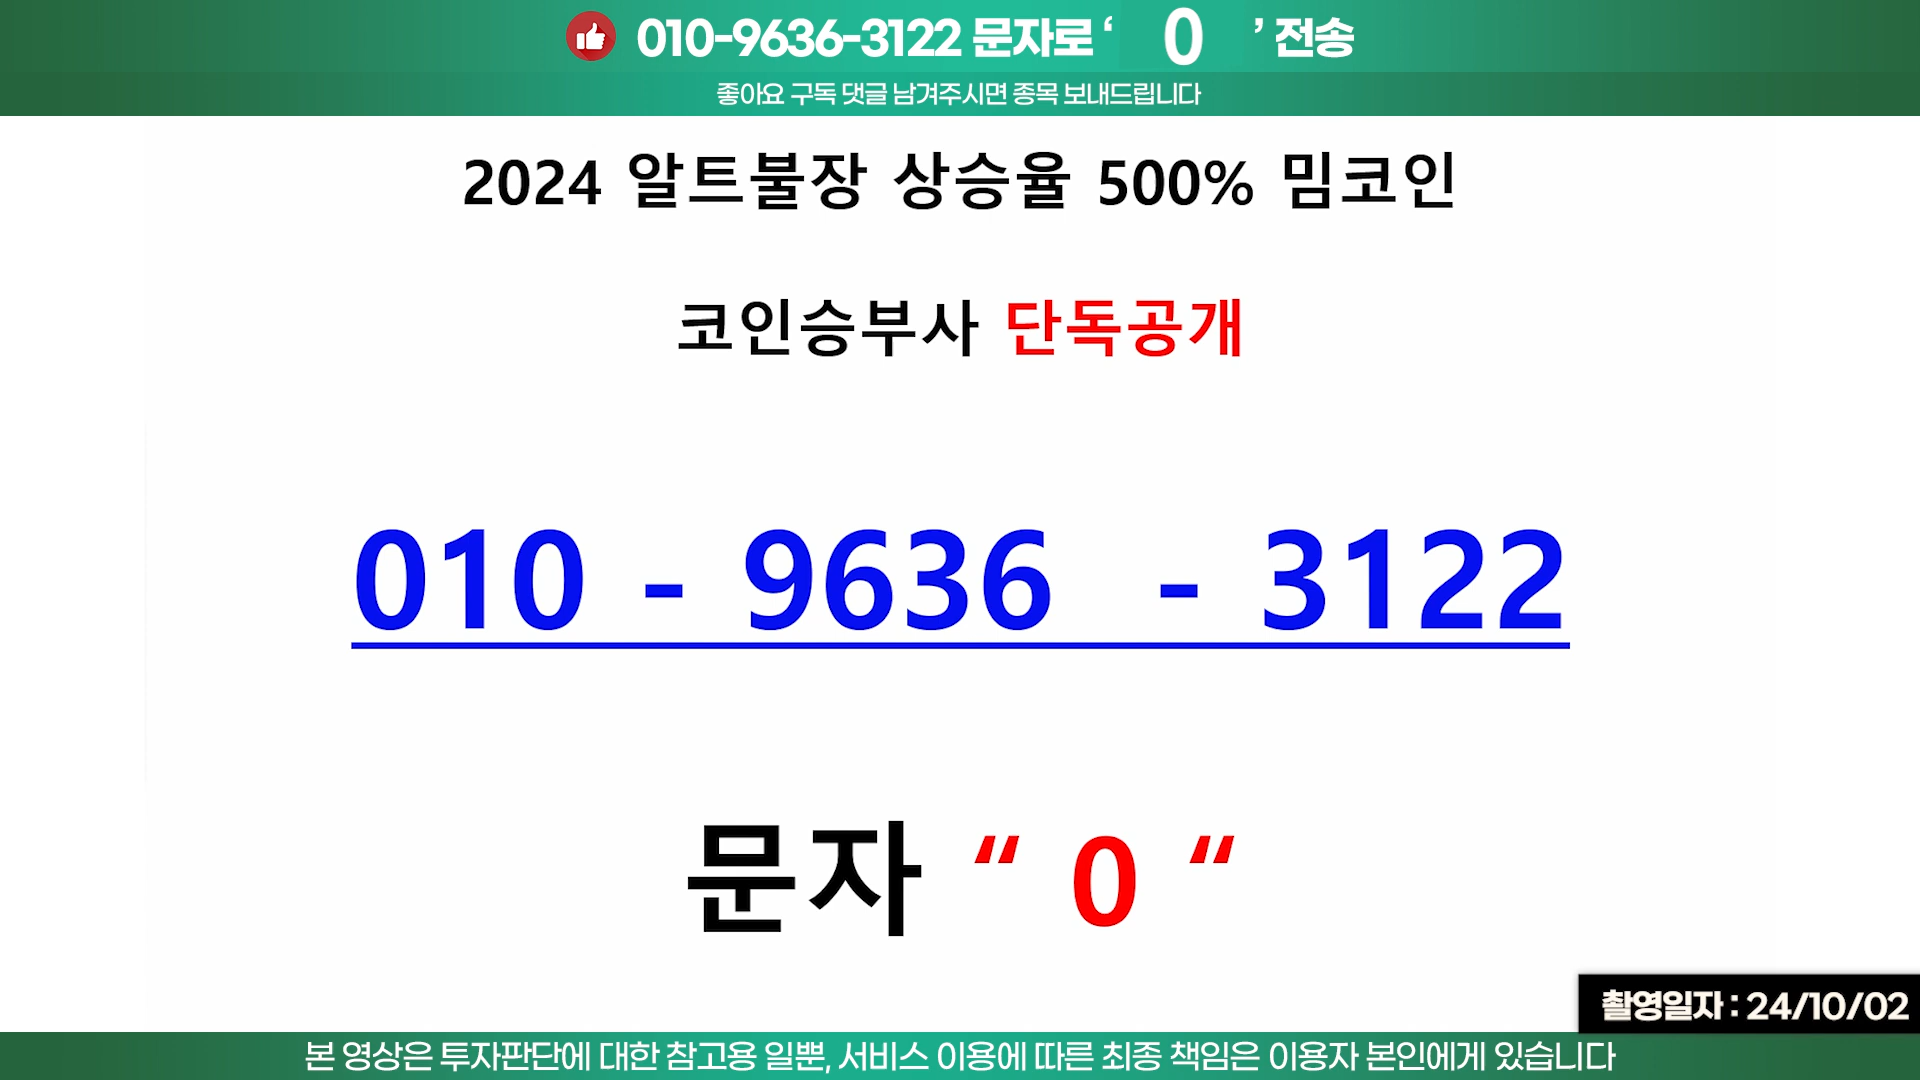 010-9636-3122 문자로 ‘ 0 ’ 전송
좋아요 구독 댓글 남겨주시면 종목 보내드립니다
2024 알트불장 상승율 500% 밈코인
코인승부사 단독공개
010 - 9636 - 3122
문자 “ 0 “
촬영일자 : 24/10/02
본 영상은 투자판단에 대한 참고용 일뿐, 서비스 이용에 따른 최종 책임은 이용자 본인에게 있습니다